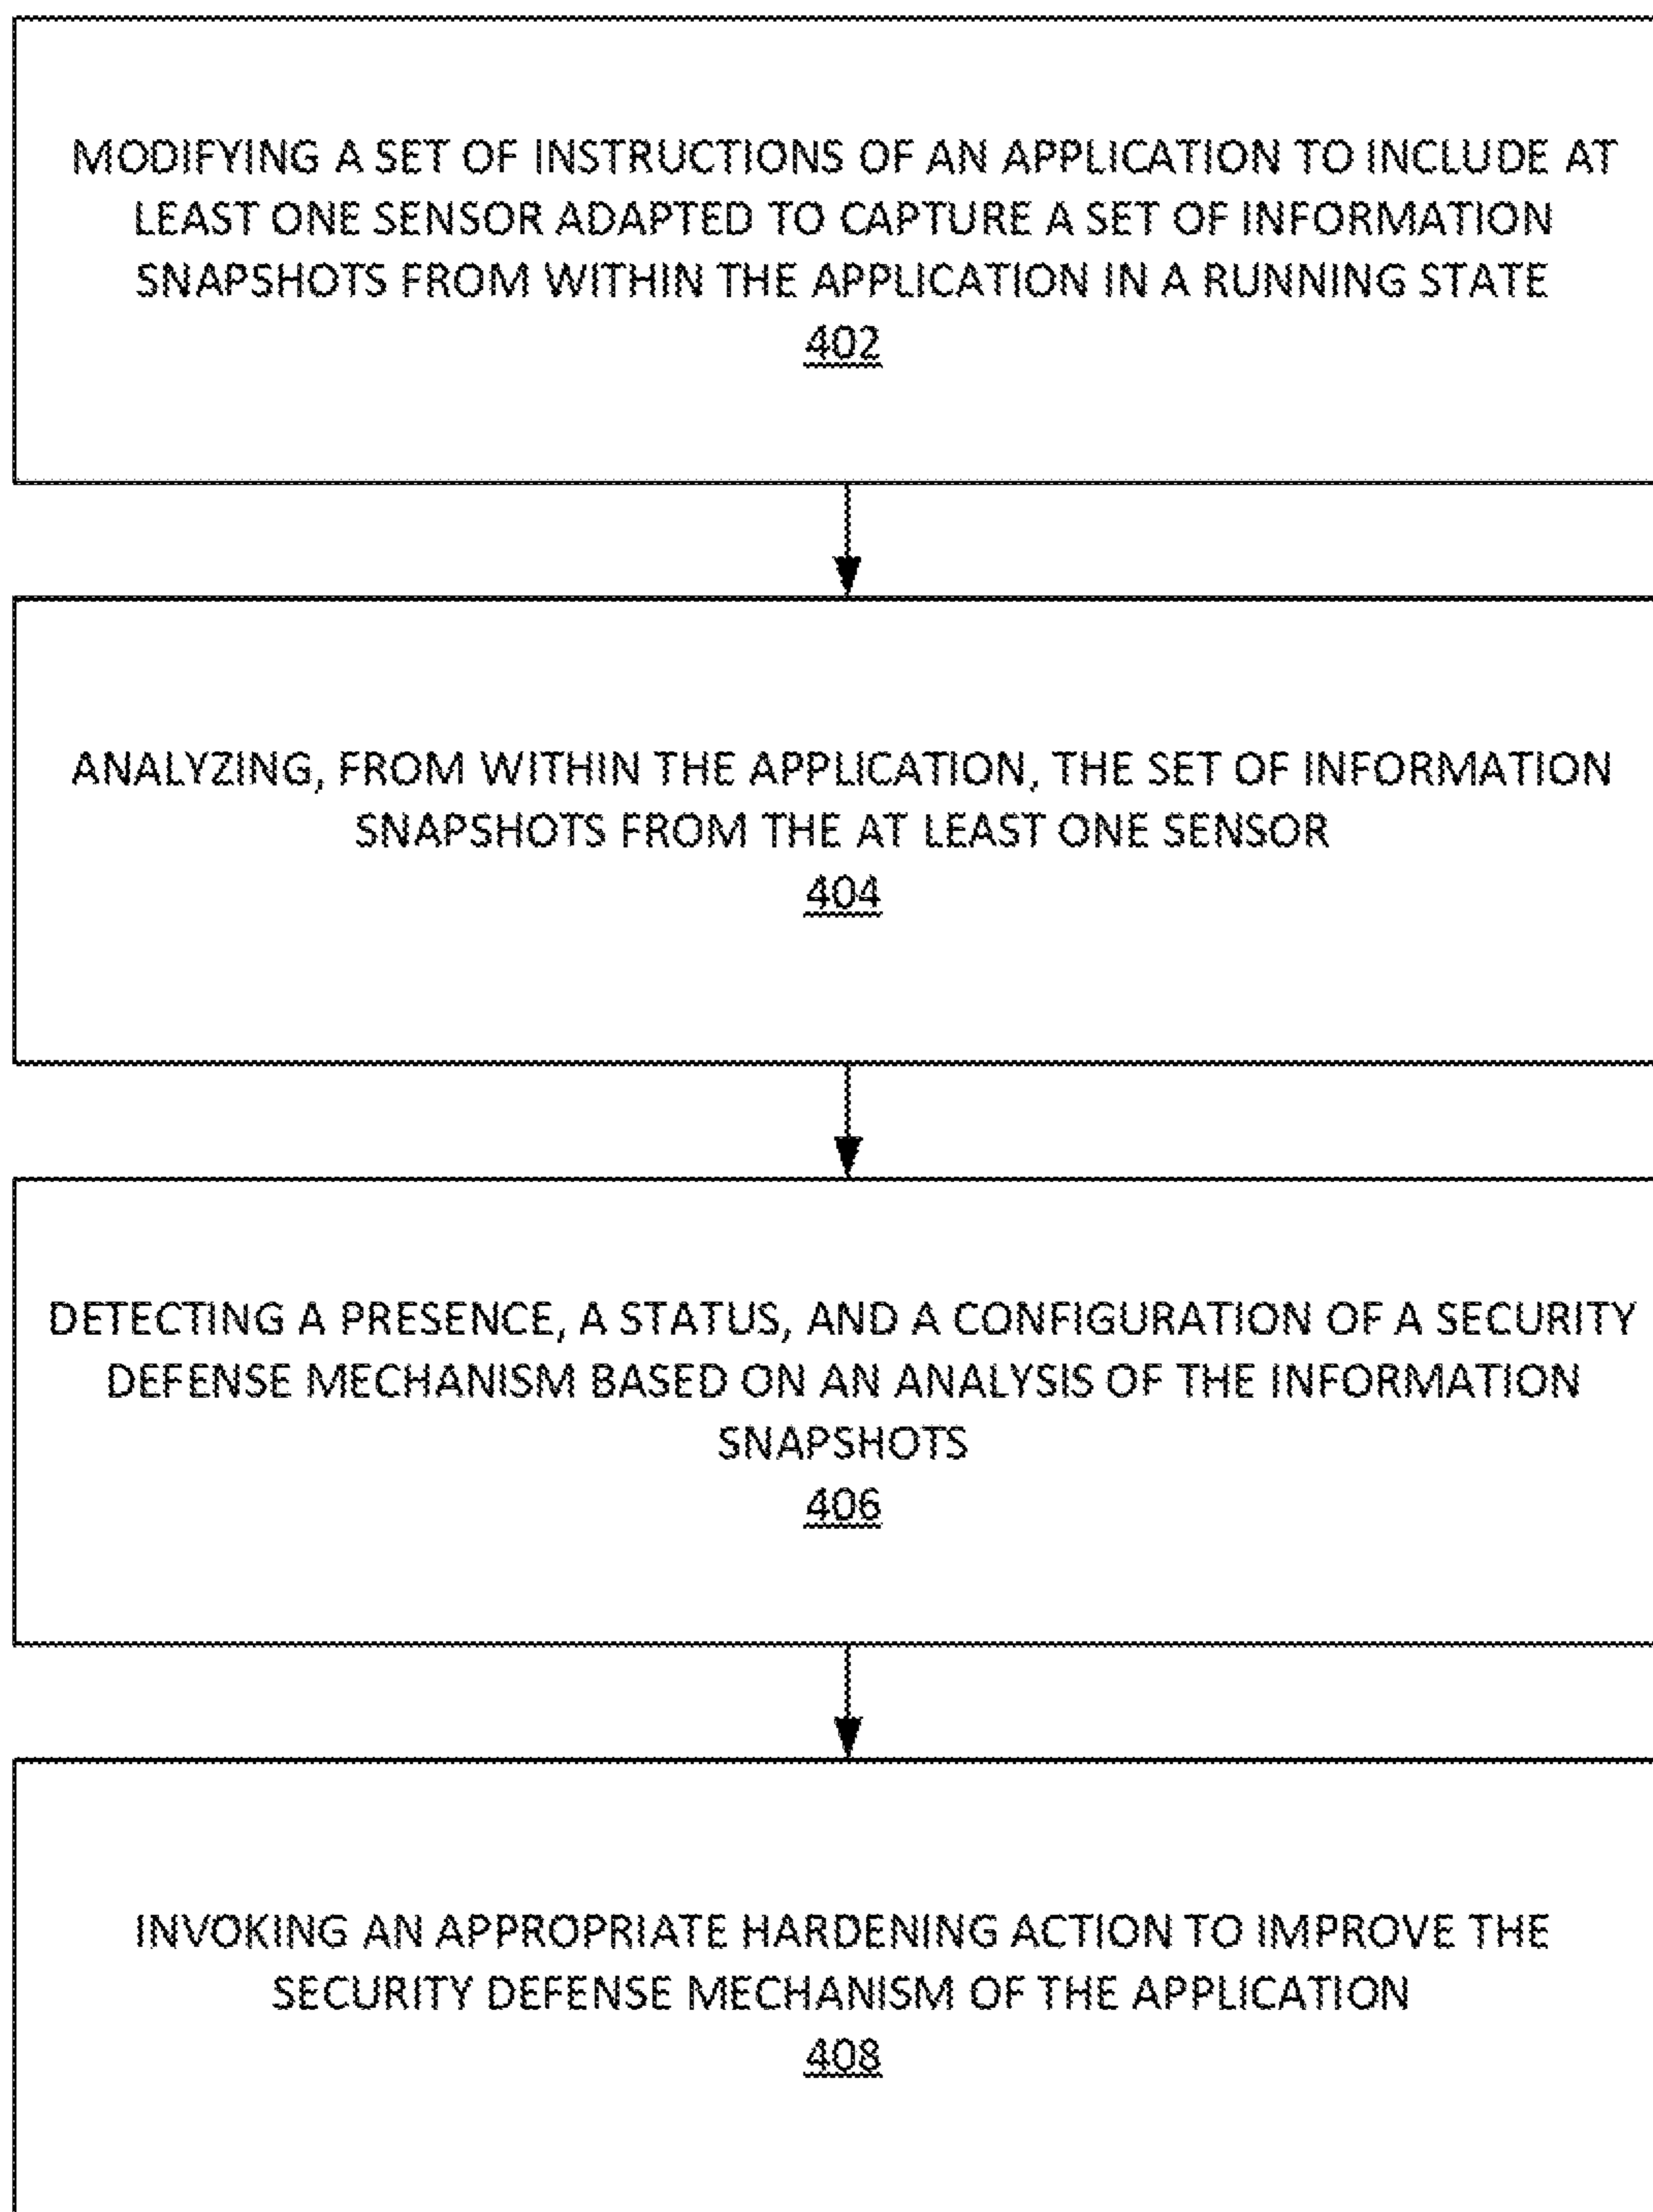 MODIFYING A SET OF INSTRUCTIONS OF AN APPLICATION TO INCLUDE AT
LEAST ONE SENSOR ADAPTED TO CAPTURE A SET OF INFORMATION
SNAPSHOTS FROM WITHIN THE APPLICATION IN A RUNNING STATE
402
ANALYZING, FROM WITHIN THE APPLICATION, THE SET OF INFORMATION
SNAPSHOTS FROM THE AT LEAST ONE SENSOR
404
DETECTING A PRESENCE, A STATUS, AND A CONFIGURATION OF A SECURITY
DEFENSE MECHANISM BASED ON AN ANALYSIS OF THE INFORMATION
SNAPSHOTS
406
INVOKING AN APPROPRIATE HARDENING ACTION TO IMPROVE THE
SECURITY DEFENSE MECHANISM OF THE APPLICATION
408